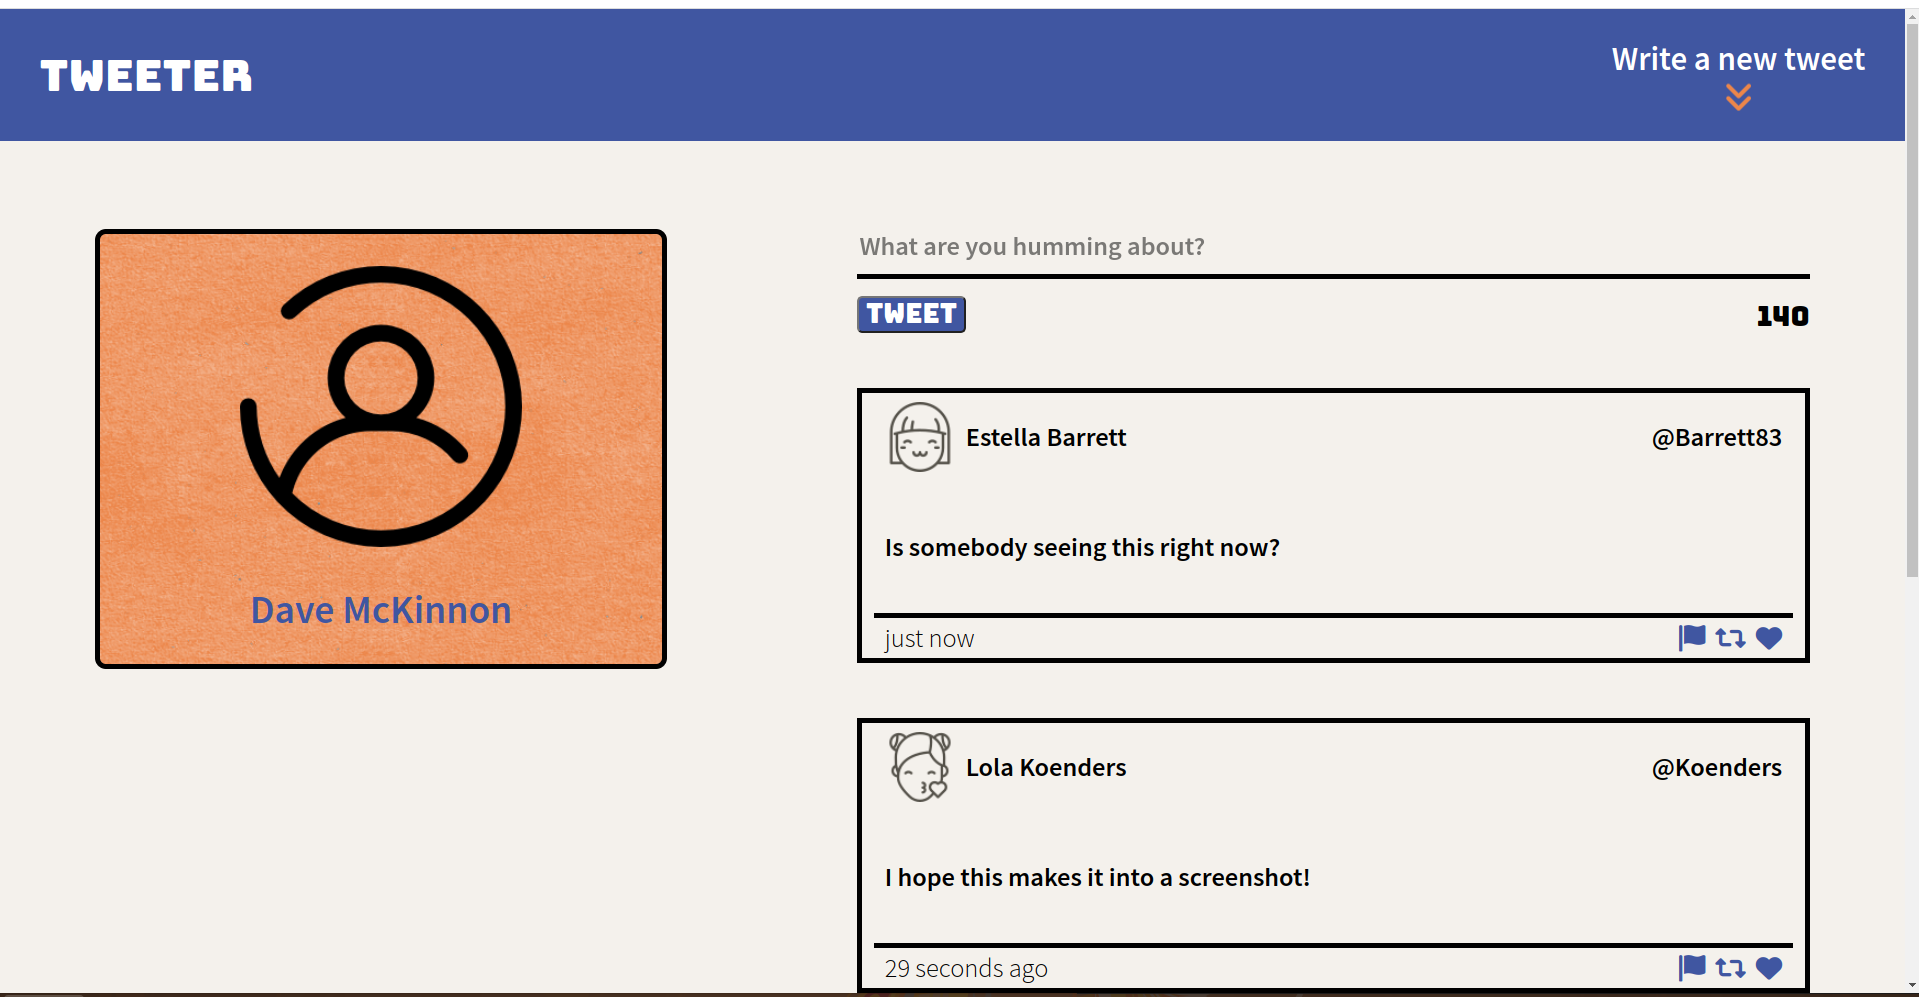 TWEETER
Write a new tweet
Dave McKinnon
What are you humming about?
TWEET
140
Estella Barrett
@Barrett83
Is somebody seeing this right now?
just now
Lola Koenders
@Koenders
I hope this makes it into a screenshot!
29 seconds ago